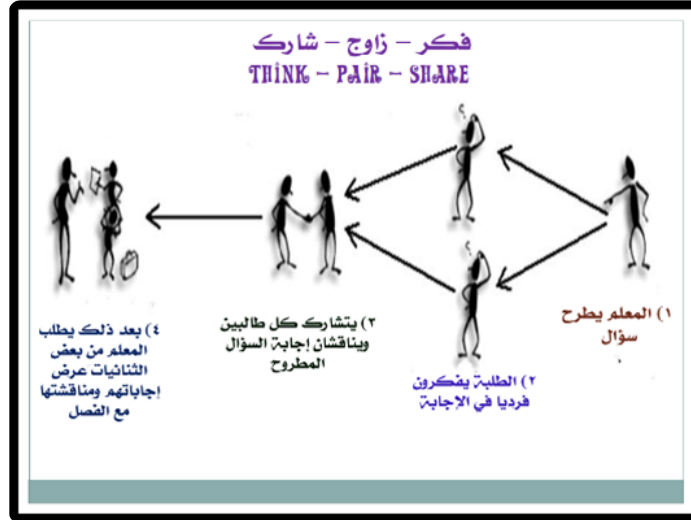 فكر - زاوج - شارك
THINK - PAIR - SHARE
؟
؟
١) المعلم يطرح
سؤال
٢) الطلبة يفكرون
فرديا في الإجابة
٣) يتشارك كل طالبين
ويناقشان إجابة السؤال
المطروح
٤) بعد ذلك يطلب
المعلم من بعض
الثنائيات عرض
إجاباتهم ومناقشتها
مع الفصل